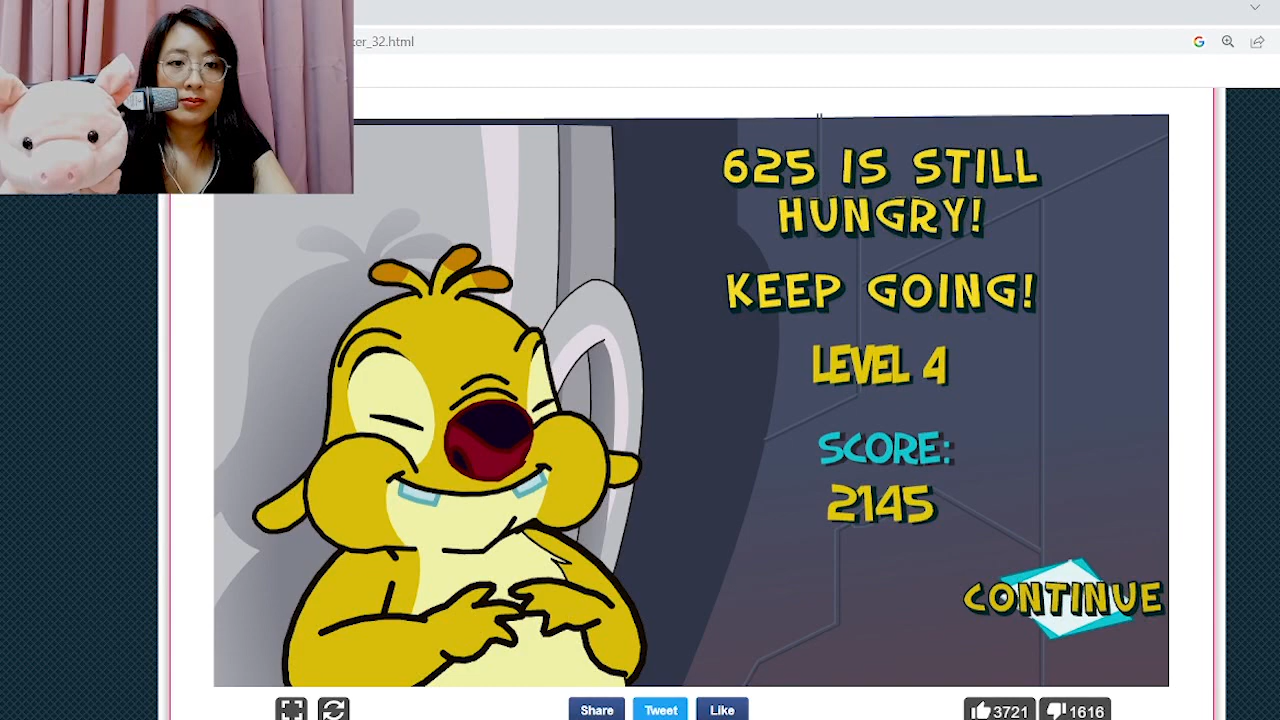 ter_32.html
625 IS STILL
HUNGRY!
KEEP GOING!
LEVEL 4
SCORE:
2145
CONTINUE
Share
Tweet
Like
3721
1616